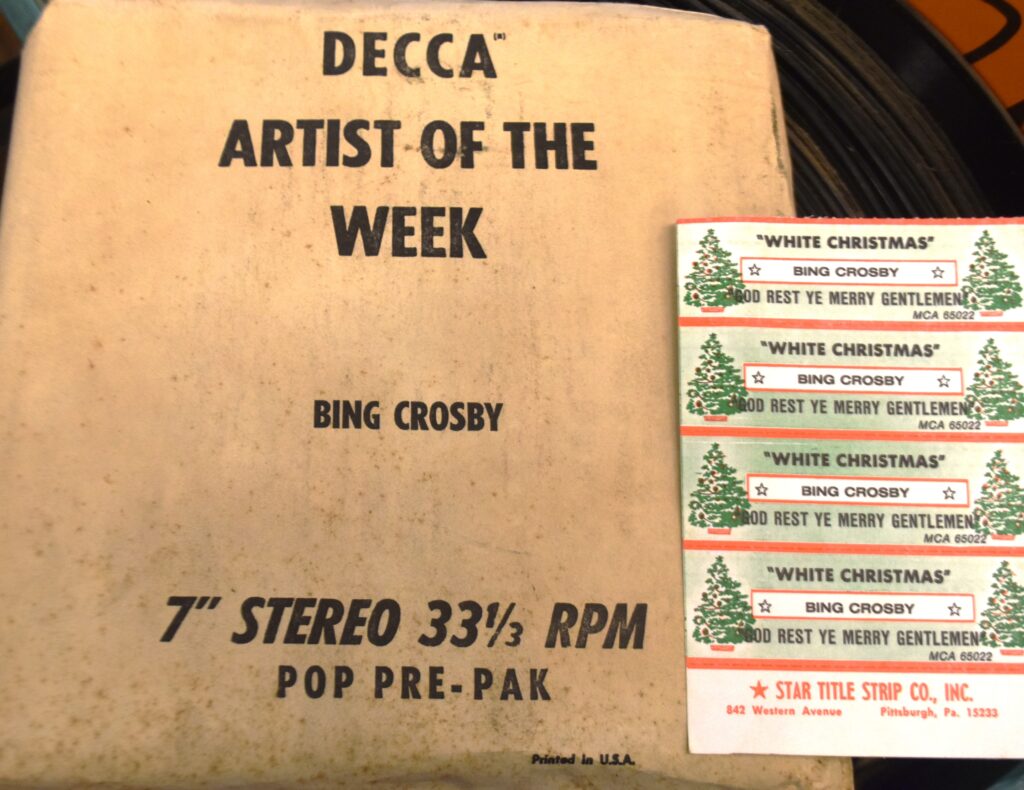 DECCA(R)
ARTIST OF THE
WEEK
BING CROSBY
7" STEREO 33⅓ RPM
POP PRE-PAK
Printed in U.S.A.
"WHITE CHRISTMAS"
☆ BING CROSBY ☆
"GOD REST YE MERRY GENTLEMEN"
MCA 65022
"WHITE CHRISTMAS"
☆ BING CROSBY ☆
"GOD REST YE MERRY GENTLEMEN"
MCA 65022
"WHITE CHRISTMAS"
☆ BING CROSBY ☆
"GOD REST YE MERRY GENTLEMEN"
MCA 65022
"WHITE CHRISTMAS"
☆ BING CROSBY ☆
"GOD REST YE MERRY GENTLEMEN"
MCA 65022
★ STAR TITLE STRIP CO., INC.
842 Western Avenue Pittsburgh, Pa. 15233